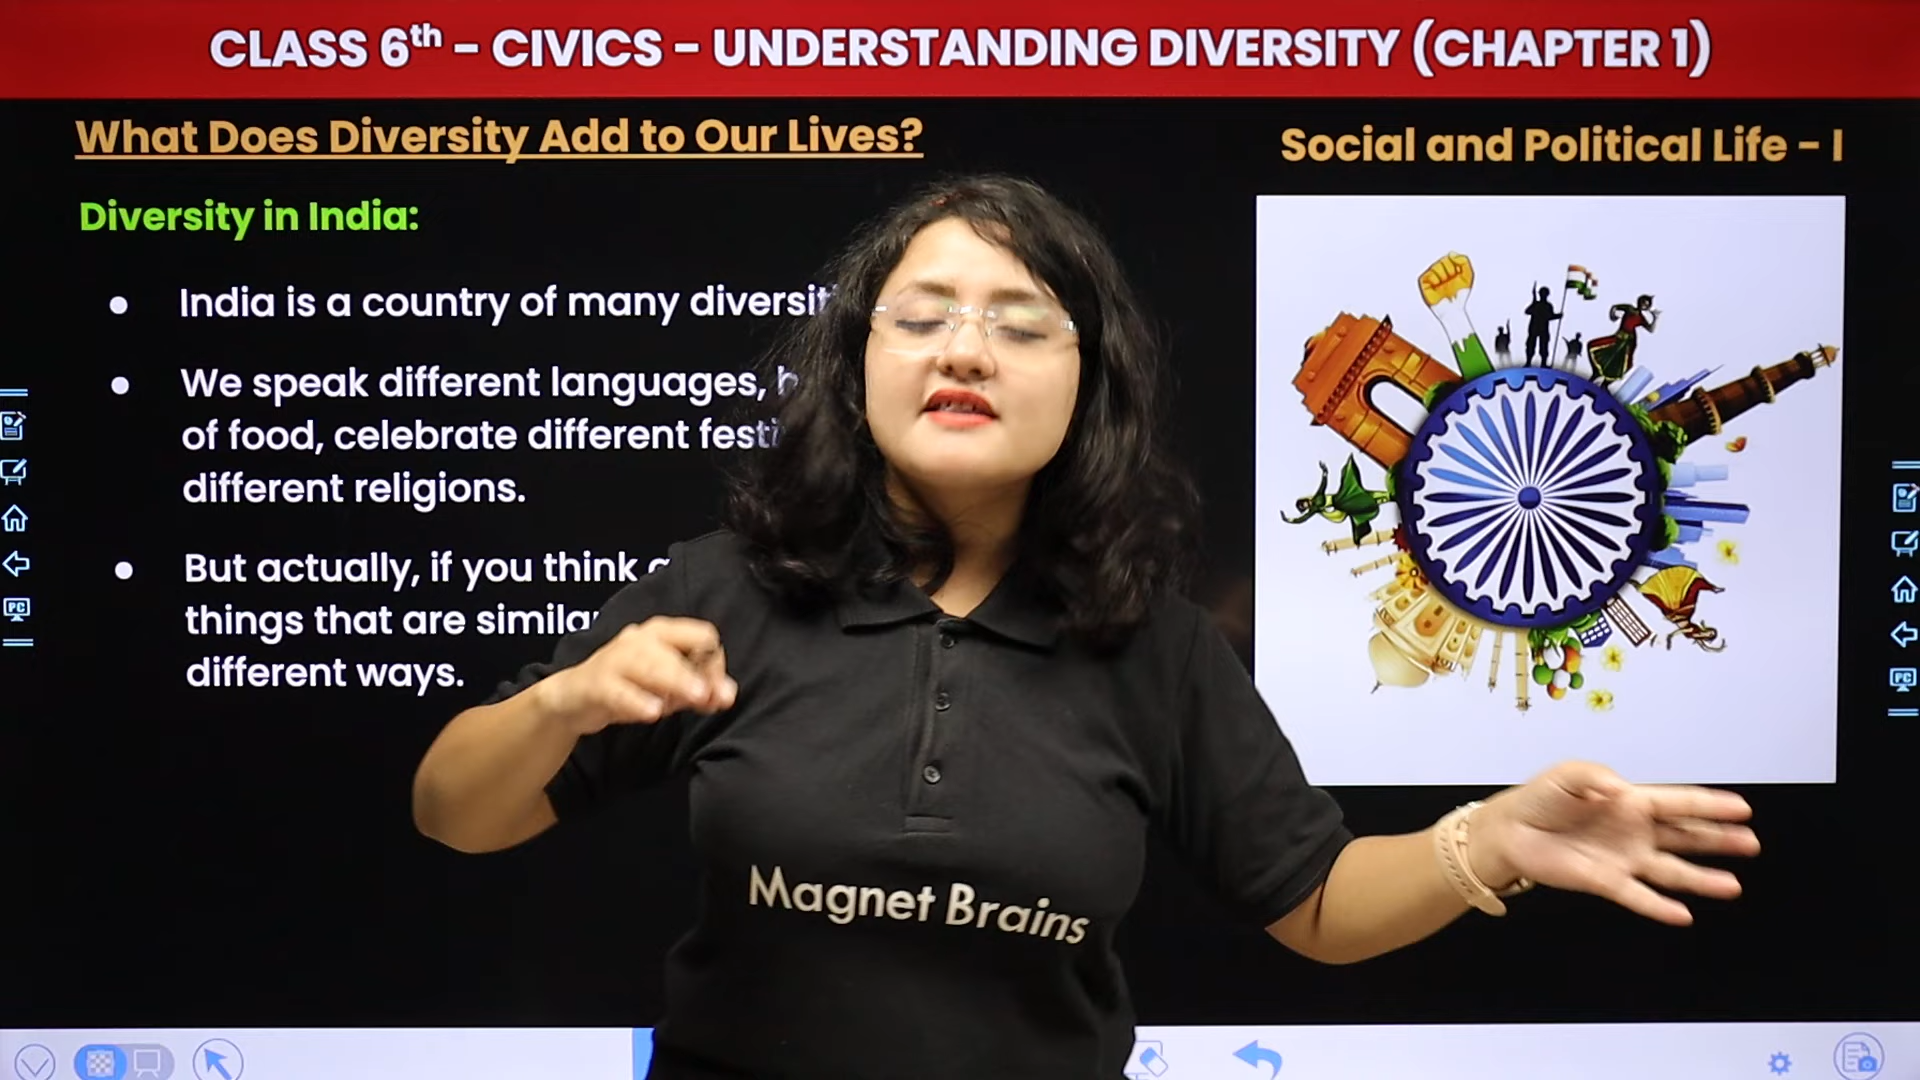 CLASS 6th - CIVICS - UNDERSTANDING DIVERSITY (CHAPTER 1)
What Does Diversity Add to Our Lives?
Social and Political Life - I
Diversity in India:
● India is a country of many
● We speak different languages,
of food, celebrate different
different religions.
● But actually, if you think
things that are
different ways.
Magnet Brains
PC
PC